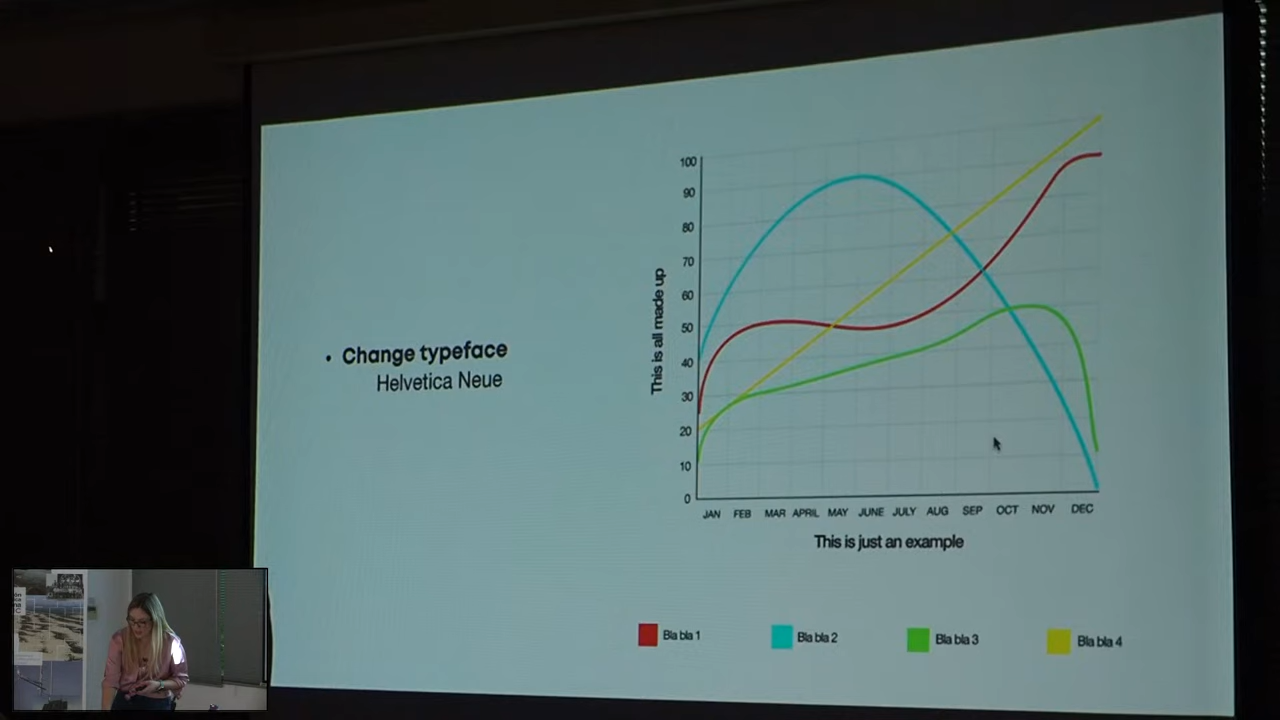 • Change typeface
Helvetica Neue
This is all made up
100
90
80
70
60
50
40
30
20
10
0
JAN FEB MAR APRIL MAY JUNE JULY AUG SEP OCT NOV DEC
This is just an example
Bla bla 1 Bla bla 2 Bla bla 3 Bla bla 4